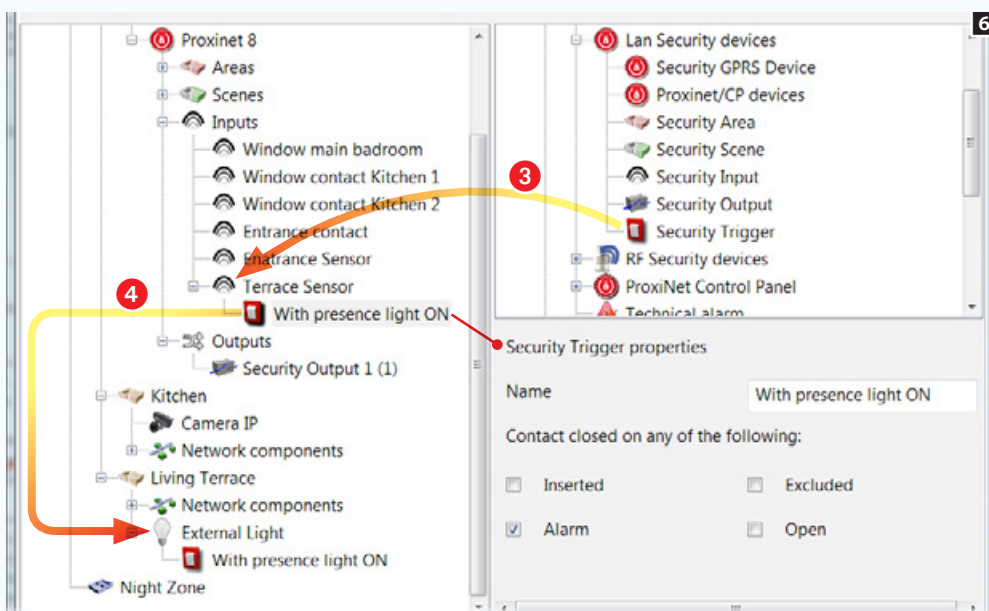 6
Proxinet 8
Areas
Scenes
Inputs
Window main badroom
Window contact Kitchen 1
Window contact Kitchen 2
Entrance contact
Enatrance Sensor
Terrace Sensor
4
With presence light ON
Outputs
Security Output 1 (1)
Kitchen
Camera IP
Network components
Living Terrace
Network components
External Light
With presence light ON
Night Zone
3
Lan Security devices
Security GPRS Device
Proxinet/CP devices
Security Area
Security Scene
Security Input
Security Output
Security Trigger
RF Security devices
ProxiNet Control Panel
Technical alarm
Security Trigger properties
Name With presence light ON
Contact closed on any of the following:
Inserted Excluded
Alarm Open